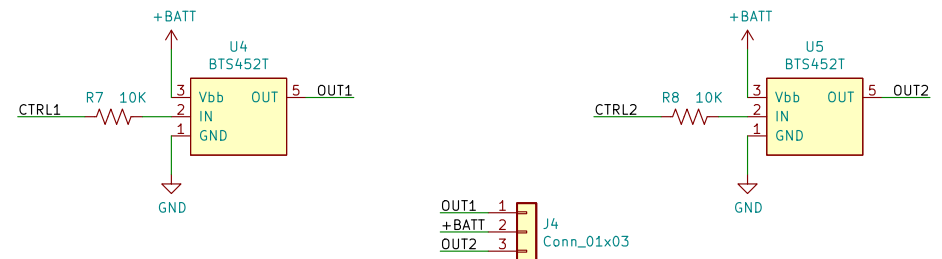 +BATT
U4
BTS452T
R7 10K
CTRL1
3 Vbb OUT 5 OUT1
2 IN
1 GND
GND
+BATT
U5
BTS452T
R8 10K
CTRL2
3 Vbb OUT 5 OUT2
2 IN
1 GND
GND
OUT1 1
+BATT 2
OUT2 3
J4
Conn_01x03